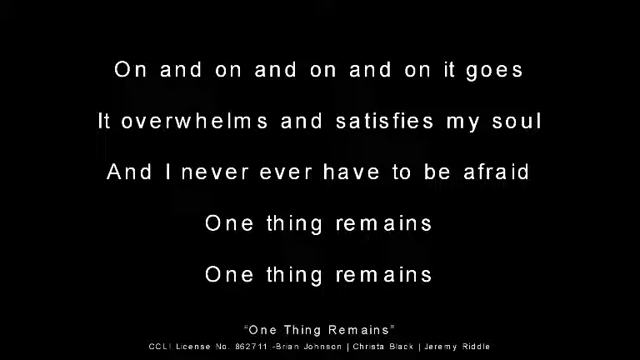 On and on and on and on it goes
It overwhelms and satisfies my soul
And I never ever have to be afraid
One thing remains
One thing remains
“One Thing Remains”
CCLI License No. 862711 -Brian Johnson | Christa Black | Jeremy Riddle